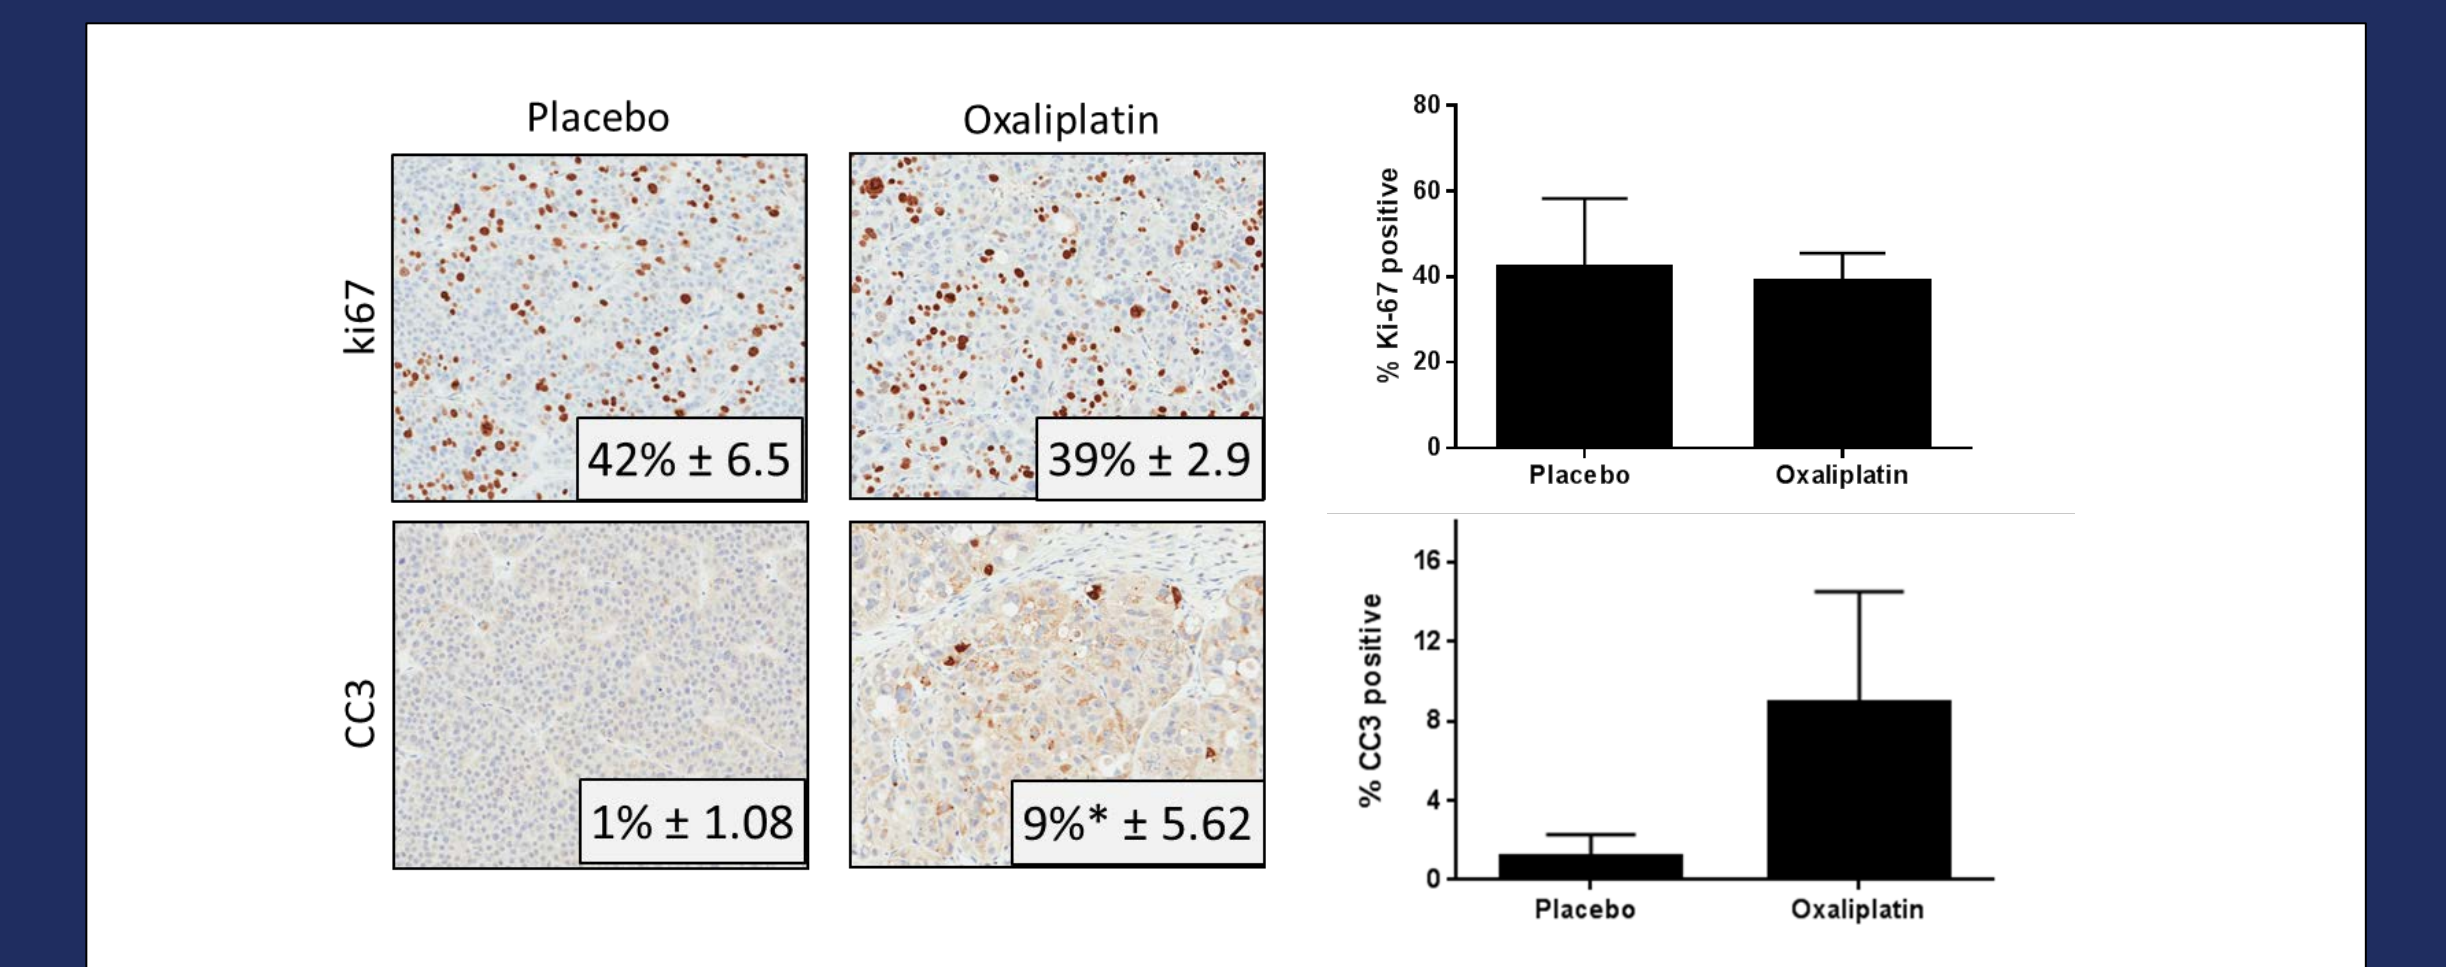 Placebo
Oxaliplatin
ki67
42% ± 6.5
39% ± 2.9
CC3
1% ± 1.08
9%* ± 5.62
% Ki-67 positive
80
60
40
20
0
Placebo
Oxaliplatin
% CC3 positive
16
12
8
4
0
Placebo
Oxaliplatin